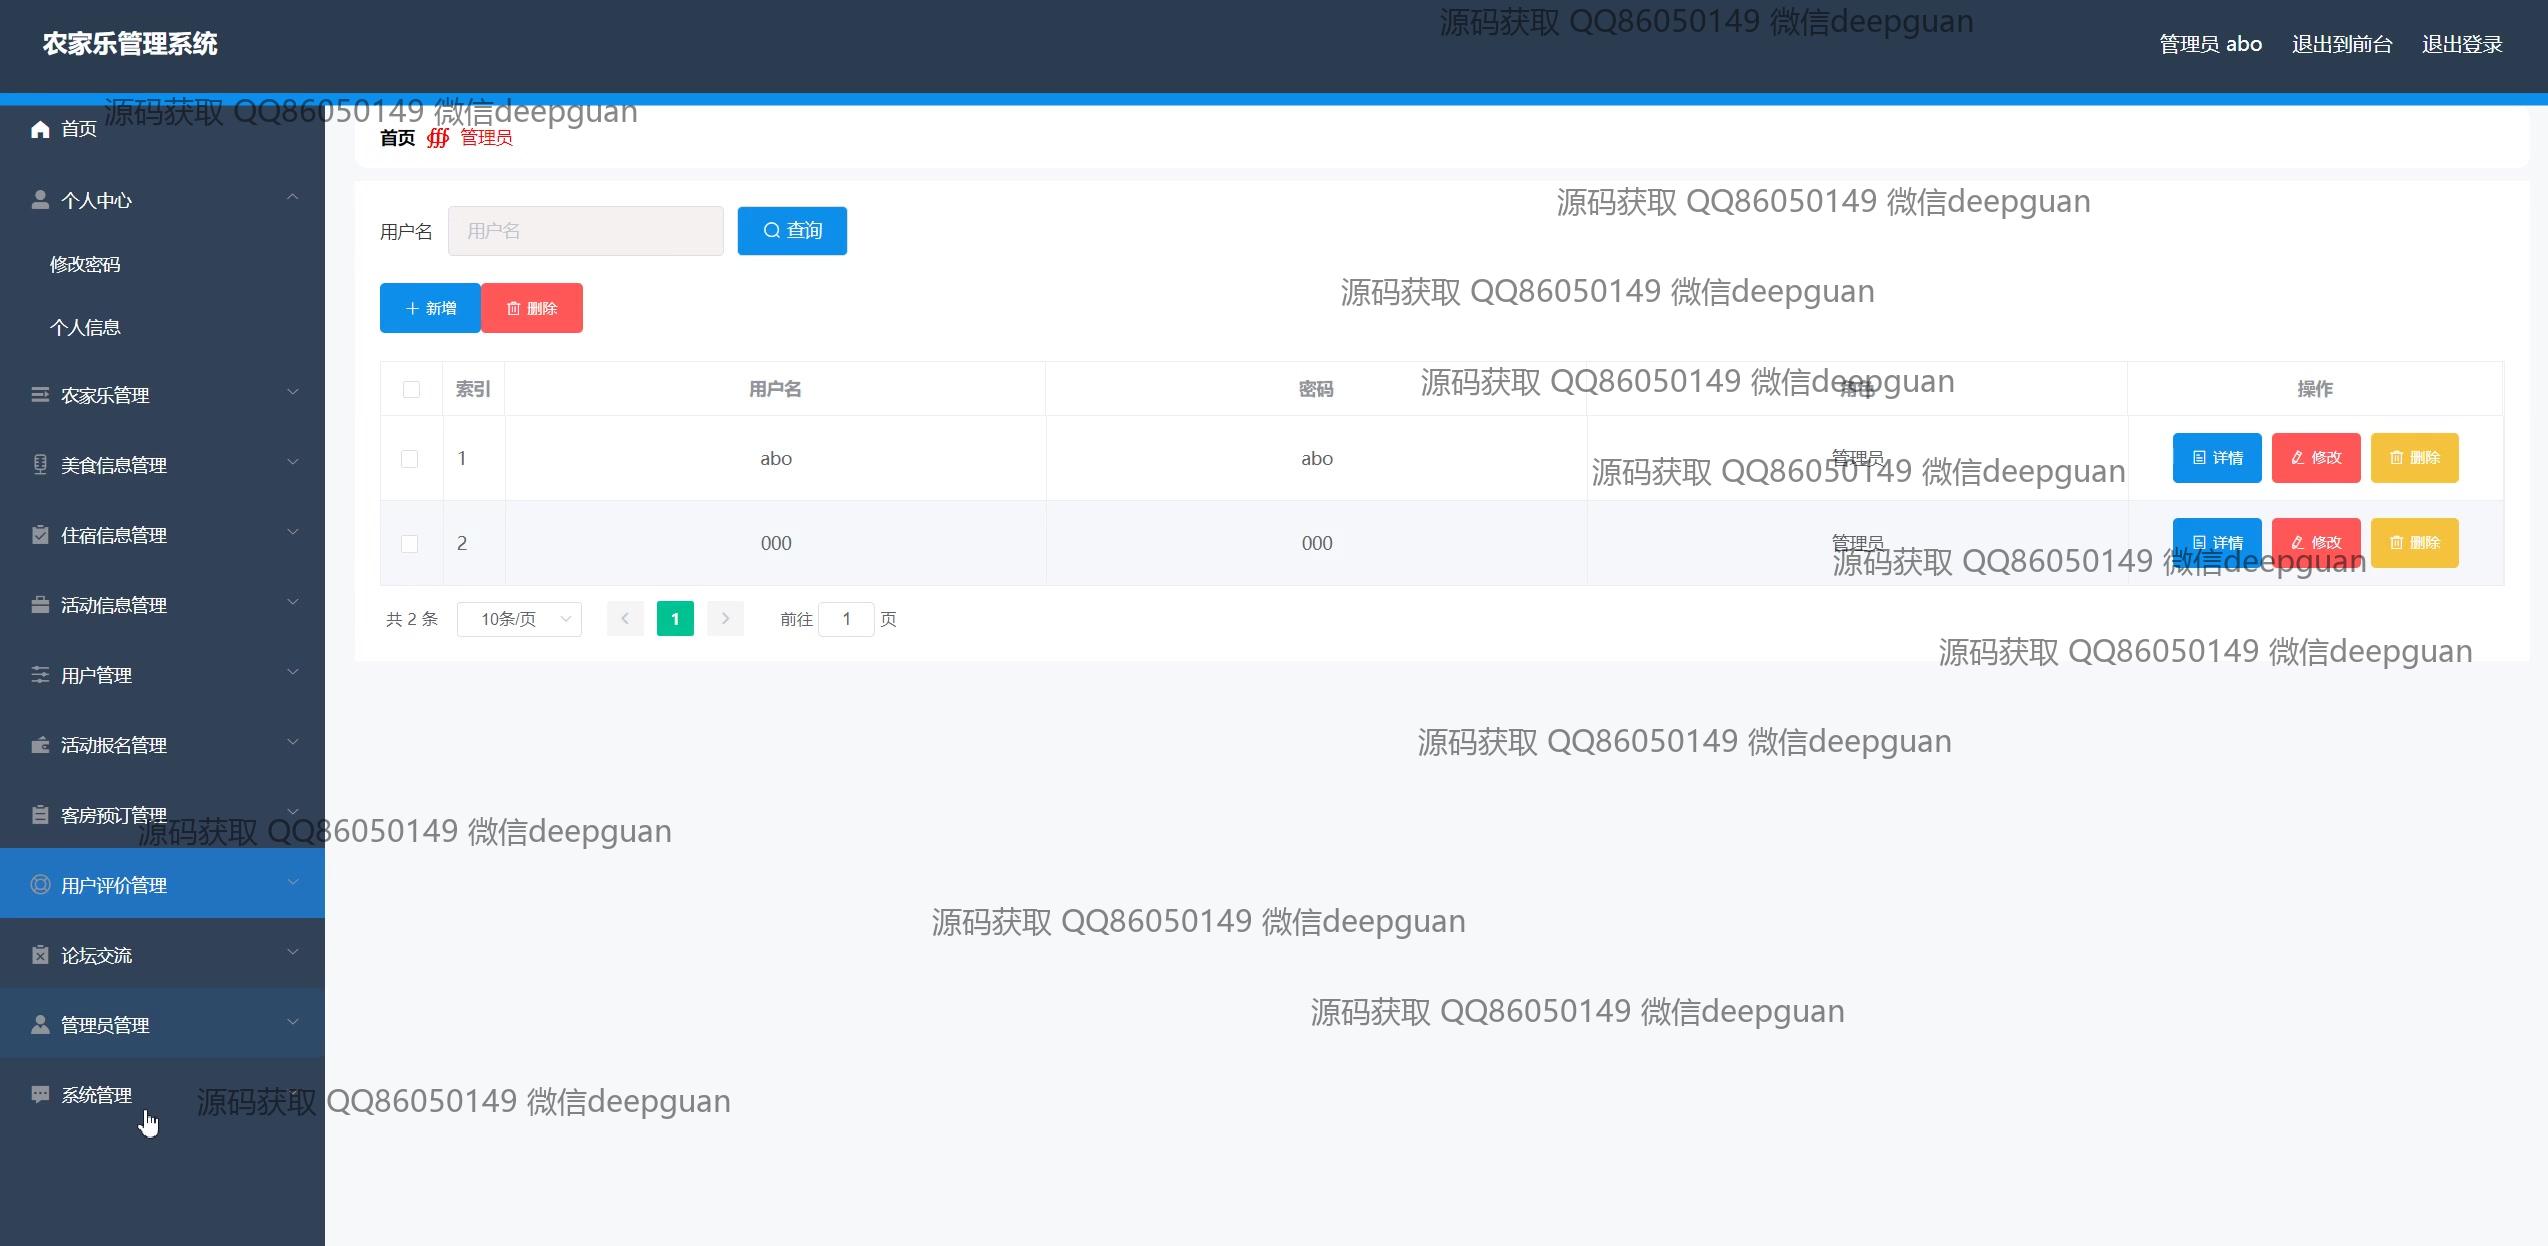 农家乐管理系统
源码获取 QQ86050149 微信deepguan
管理员 abo 退出到前台 退出登录
源码获取 QQ86050149 微信deepguan
首页
首页 管理员
个人中心
源码获取 QQ86050149 微信deepguan
用户名 用户名 查询
修改密码
源码获取 QQ86050149 微信deepguan
新增 删除
个人信息
源码获取 QQ86050149 微信deepguan
索引 用户名 密码 角色 操作
农家乐管理
1 abo abo 管理员 详情 修改 删除
美食信息管理
源码获取 QQ86050149 微信deepguan
住宿信息管理
2 000 000 管理员 详情 修改 删除
源码获取 QQ86050149 微信deepguan
活动信息管理
共 2 条 10条/页 1 前往 1 页
源码获取 QQ86050149 微信deepguan
用户管理
活动报名管理
源码获取 QQ86050149 微信deepguan
客房预订管理
源码获取 QQ86050149 微信deepguan
用户评价管理
源码获取 QQ86050149 微信deepguan
论坛交流
源码获取 QQ86050149 微信deepguan
管理员管理
系统管理
源码获取 QQ86050149 微信deepguan